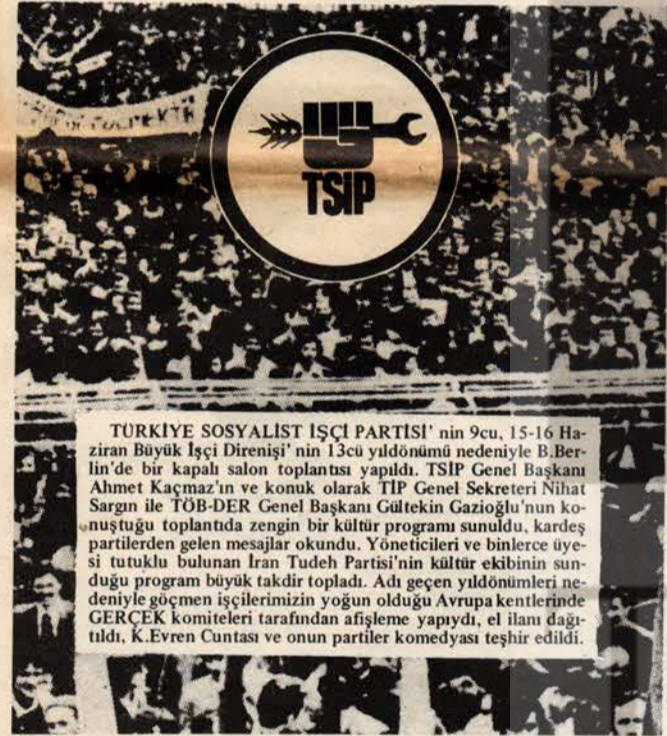 TSİP
TÜRKİYE SOSYALİST İŞÇİ PARTİSİ' nin 9cu, 15-16 Ha-
ziran Büyük İşçi Direnişi' nin 13cü yıldönümü nedeniyle B.Ber-
lin'de bir kapalı salon toplantısı yapıldı. TSİP Genel Başkanı
Ahmet Kaçmaz'ın ve konuk olarak TİP Genel Sekreteri Nihat
Sargın ile TÖB-DER Genel Başkanı Gültekin Gazioğlu'nun ko-
nuştuğu toplantıda zengin bir kültür programı sunuldu, kardeş
partilerden gelen mesajlar okundu. Yöneticileri ve binlerce üye-
si tutuklu bulunan İran Tudeh Partisi'nin kültür ekibinin sun-
duğu program büyük takdir topladı. Adı geçen yıldönümleri ne-
deniyle göçmen işçilerimizin yoğun olduğu Avrupa kentlerinde
GERÇEK komiteleri tarafından afişleme yapıydı, el ilanı dağı-
tıldı, K.Evren Cuntası ve onun partiler komedyası teşhir edildi.